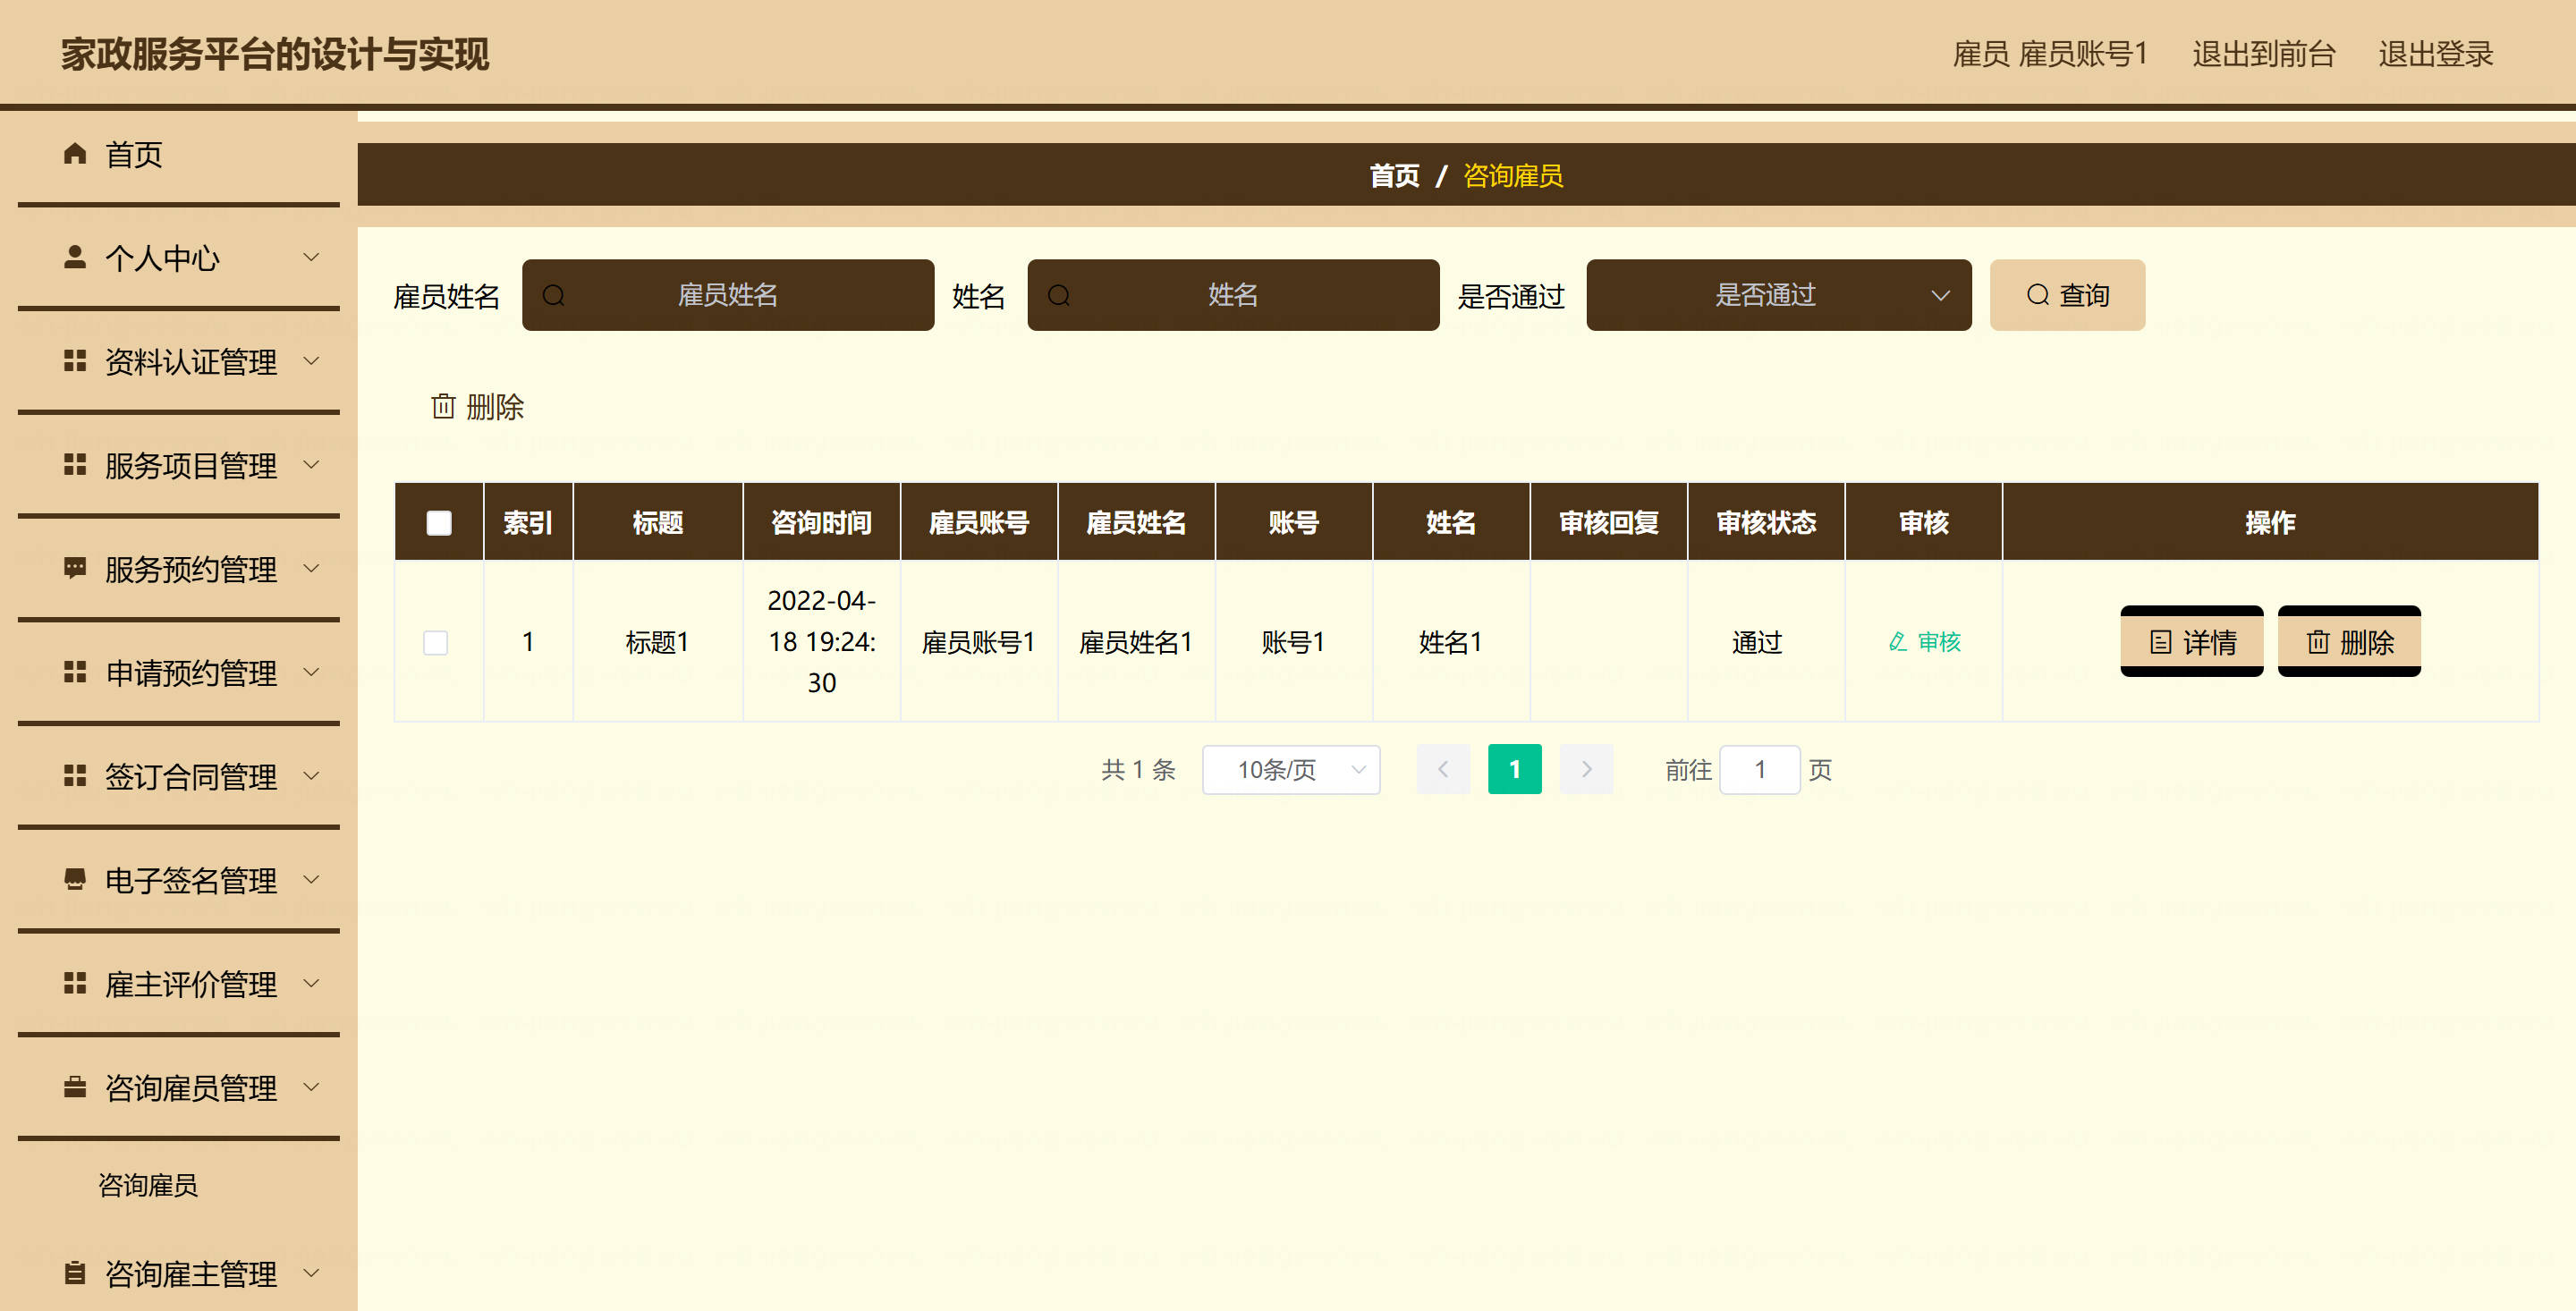 家政服务平台的设计与实现
雇员 雇员账号1 退出到前台 退出登录
首页
个人中心
资料认证管理
服务项目管理
服务预约管理
申请预约管理
签订合同管理
电子签名管理
雇主评价管理
咨询雇员管理
咨询雇员
咨询雇主管理
首页 / 咨询雇员
雇员姓名 雇员姓名 姓名 姓名 是否通过 是否通过 查询
删除
索引 标题 咨询时间 雇员账号 雇员姓名 账号 姓名 审核回复 审核状态 审核 操作
1 标题1 2022-04-18 19:24:30 雇员账号1 雇员姓名1 账号1 姓名1 通过 审核 详情 删除
共 1 条 10条/页 1 前往 1 页